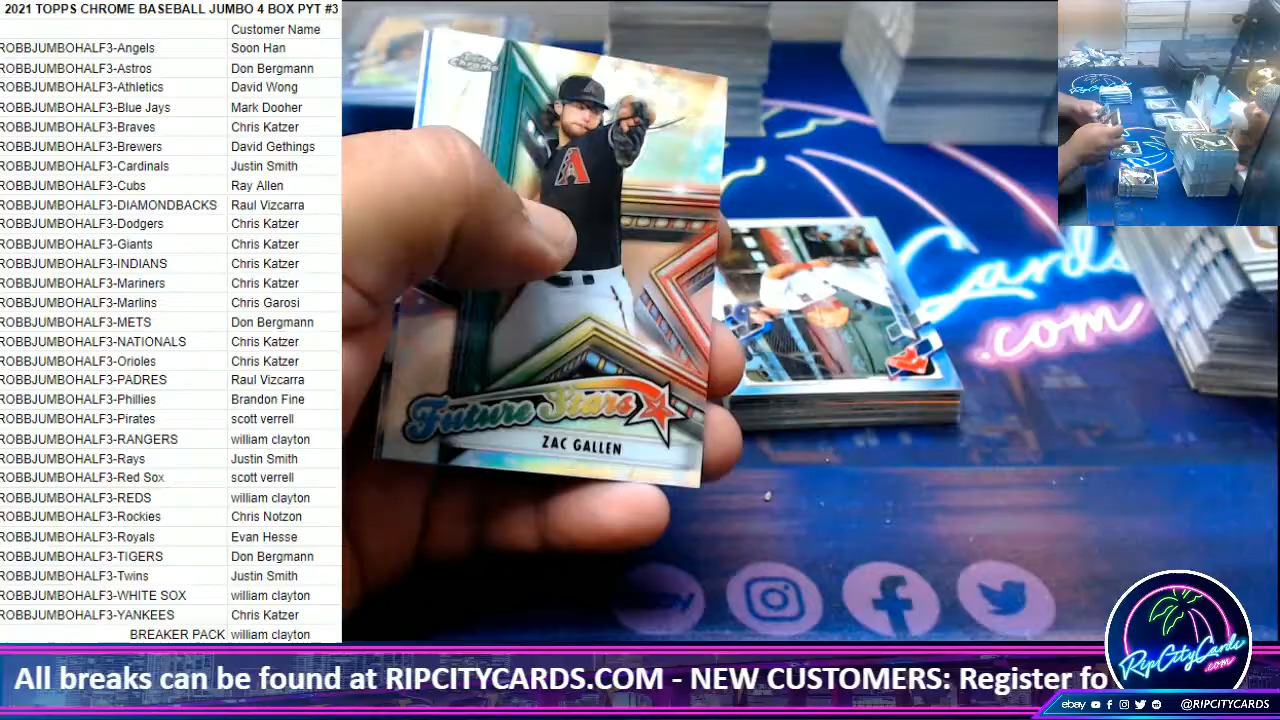 2021 TOPPS CHROME BASEBALL JUMBO 4 BOX PYT #3
Customer Name
ROBBJUMBOHALF3-Angels Soon Han
ROBBJUMBOHALF3-Astros Don Bergmann
ROBBJUMBOHALF3-Athletics David Wong
ROBBJUMBOHALF3-Blue Jays Mark Dooher
ROBBJUMBOHALF3-Braves Chris Katzer
ROBBJUMBOHALF3-Brewers David Gethings
ROBBJUMBOHALF3-Cardinals Justin Smith
ROBBJUMBOHALF3-Cubs Ray Allen
ROBBJUMBOHALF3-DIAMONDBACKS Raul Vizcarra
ROBBJUMBOHALF3-Dodgers Chris Katzer
ROBBJUMBOHALF3-Giants Chris Katzer
ROBBJUMBOHALF3-INDIANS Chris Katzer
ROBBJUMBOHALF3-Mariners Chris Katzer
ROBBJUMBOHALF3-Marlins Chris Garosi
ROBBJUMBOHALF3-METS Don Bergmann
ROBBJUMBOHALF3-NATIONALS Chris Katzer
ROBBJUMBOHALF3-Orioles Chris Katzer
ROBBJUMBOHALF3-PADRES Raul Vizcarra
ROBBJUMBOHALF3-Phillies Brandon Fine
ROBBJUMBOHALF3-Pirates scott verrell
ROBBJUMBOHALF3-RANGERS william clayton
ROBBJUMBOHALF3-Rays Justin Smith
ROBBJUMBOHALF3-Red Sox scott verrell
ROBBJUMBOHALF3-REDS william clayton
ROBBJUMBOHALF3-Rockies Chris Notzon
ROBBJUMBOHALF3-Royals Evan Hesse
ROBBJUMBOHALF3-TIGERS Don Bergmann
ROBBJUMBOHALF3-Twins Justin Smith
ROBBJUMBOHALF3-WHITE SOX william clayton
ROBBJUMBOHALF3-YANKEES Chris Katzer
BREAKER PACK william clayton
Future Stars
ZAC GALLEN
Cards
.com
RipCityCards
.com
All breaks can be found at RIPCITYCARDS.COM - NEW CUSTOMERS: Register fo
ebay @RIPCITYCARDS